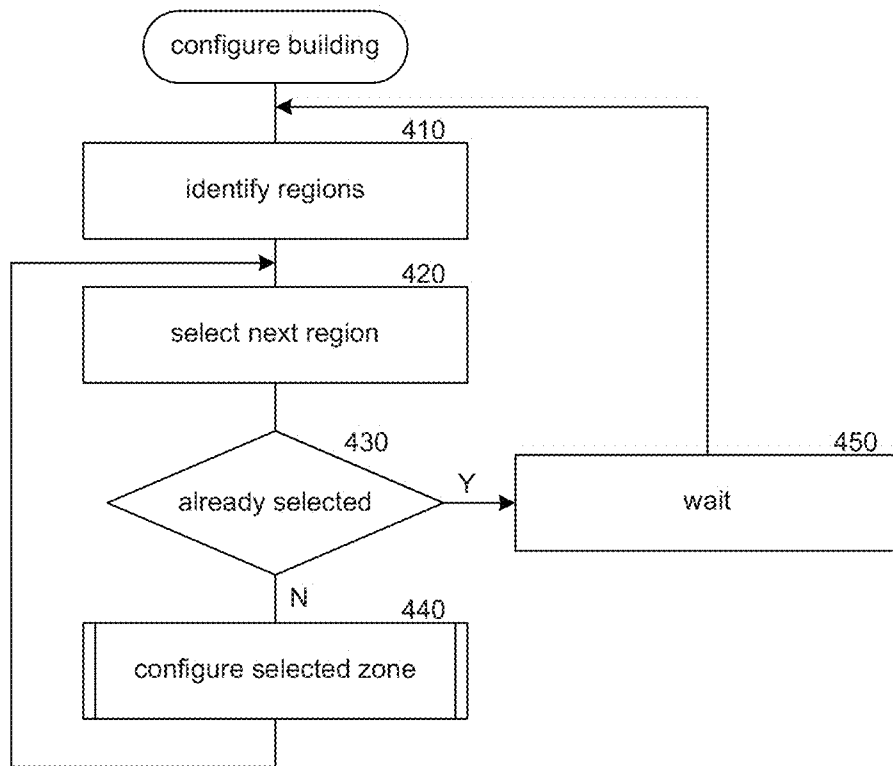 configure building
410
identify regions
420
select next region
430
already selected
Y
450
wait
N
440
configure selected zone